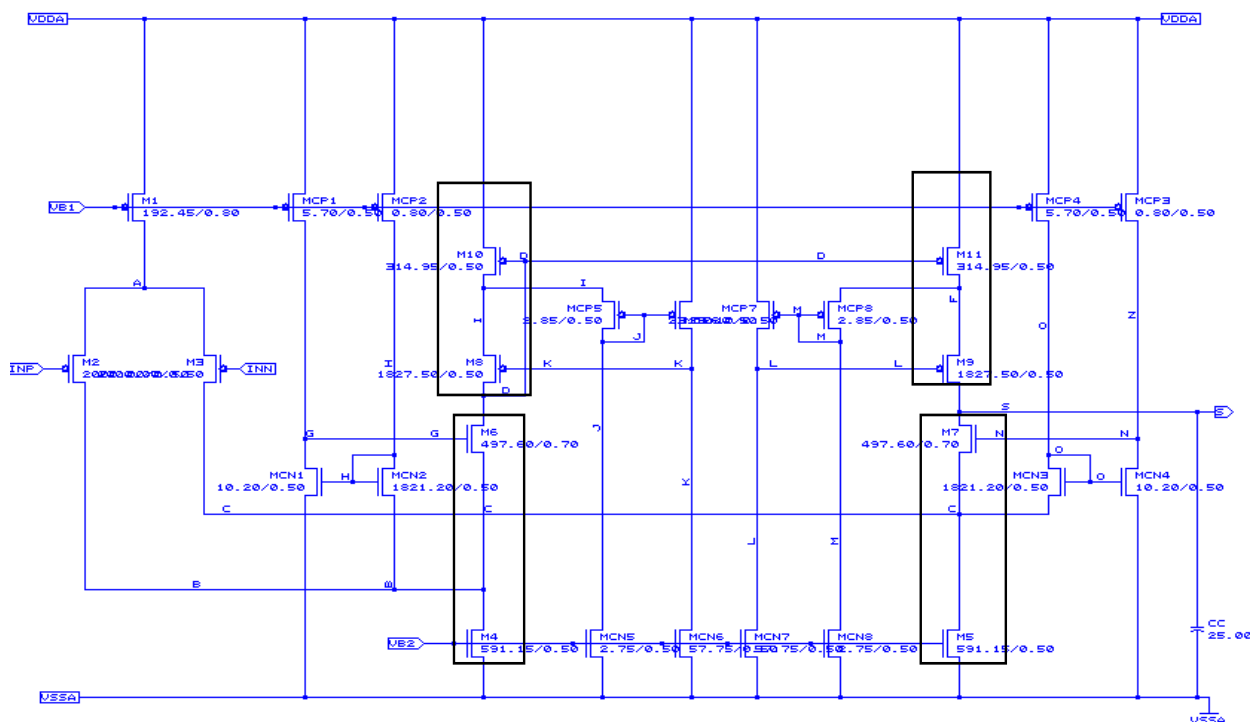 VDDA
VDDA
M1
192.45/0.80
MCP1
5.70/0.50
MCP2
0.80/0.50
MCP4
5.70/0.50
MCP3
0.80/0.50
VB1
M10
314.95/0.50
D
D
M11
314.95/0.50
A
I
I
F
MCP5
2.85/0.50
J
MCP7
M
MCP8
2.85/0.50
M
O
N
INP
M2
M3
INN
H
M8
1827.50/0.50
K
K
L
L
M9
1827.50/0.50
D
S
S
G
G
M6
497.60/0.70
J
M7
497.60/0.70
N
N
O
MCN1
10.20/0.50
H
MCN2
1821.20/0.50
K
MCN3
1821.20/0.50
O
MCN4
10.20/0.50
C
C
C
L
M
B
B
VB2
M4
591.15/0.50
MCN5
2.75/0.50
MCN6
MCN7
MCN8
2.75/0.50
M5
591.15/0.50
CC
25.00
VSSA
VSSA